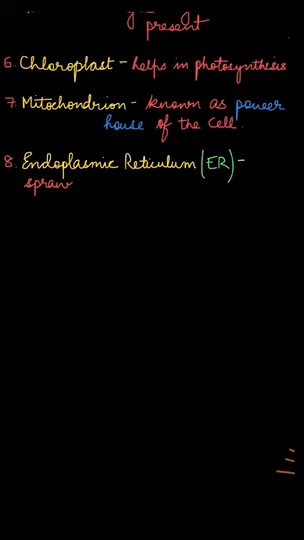 present
6. Chloroplast - helps in photosynthesis
7. Mitochondrion - known as power
house of the cell.
8. Endoplasmic Reticulum (ER) -
spraw